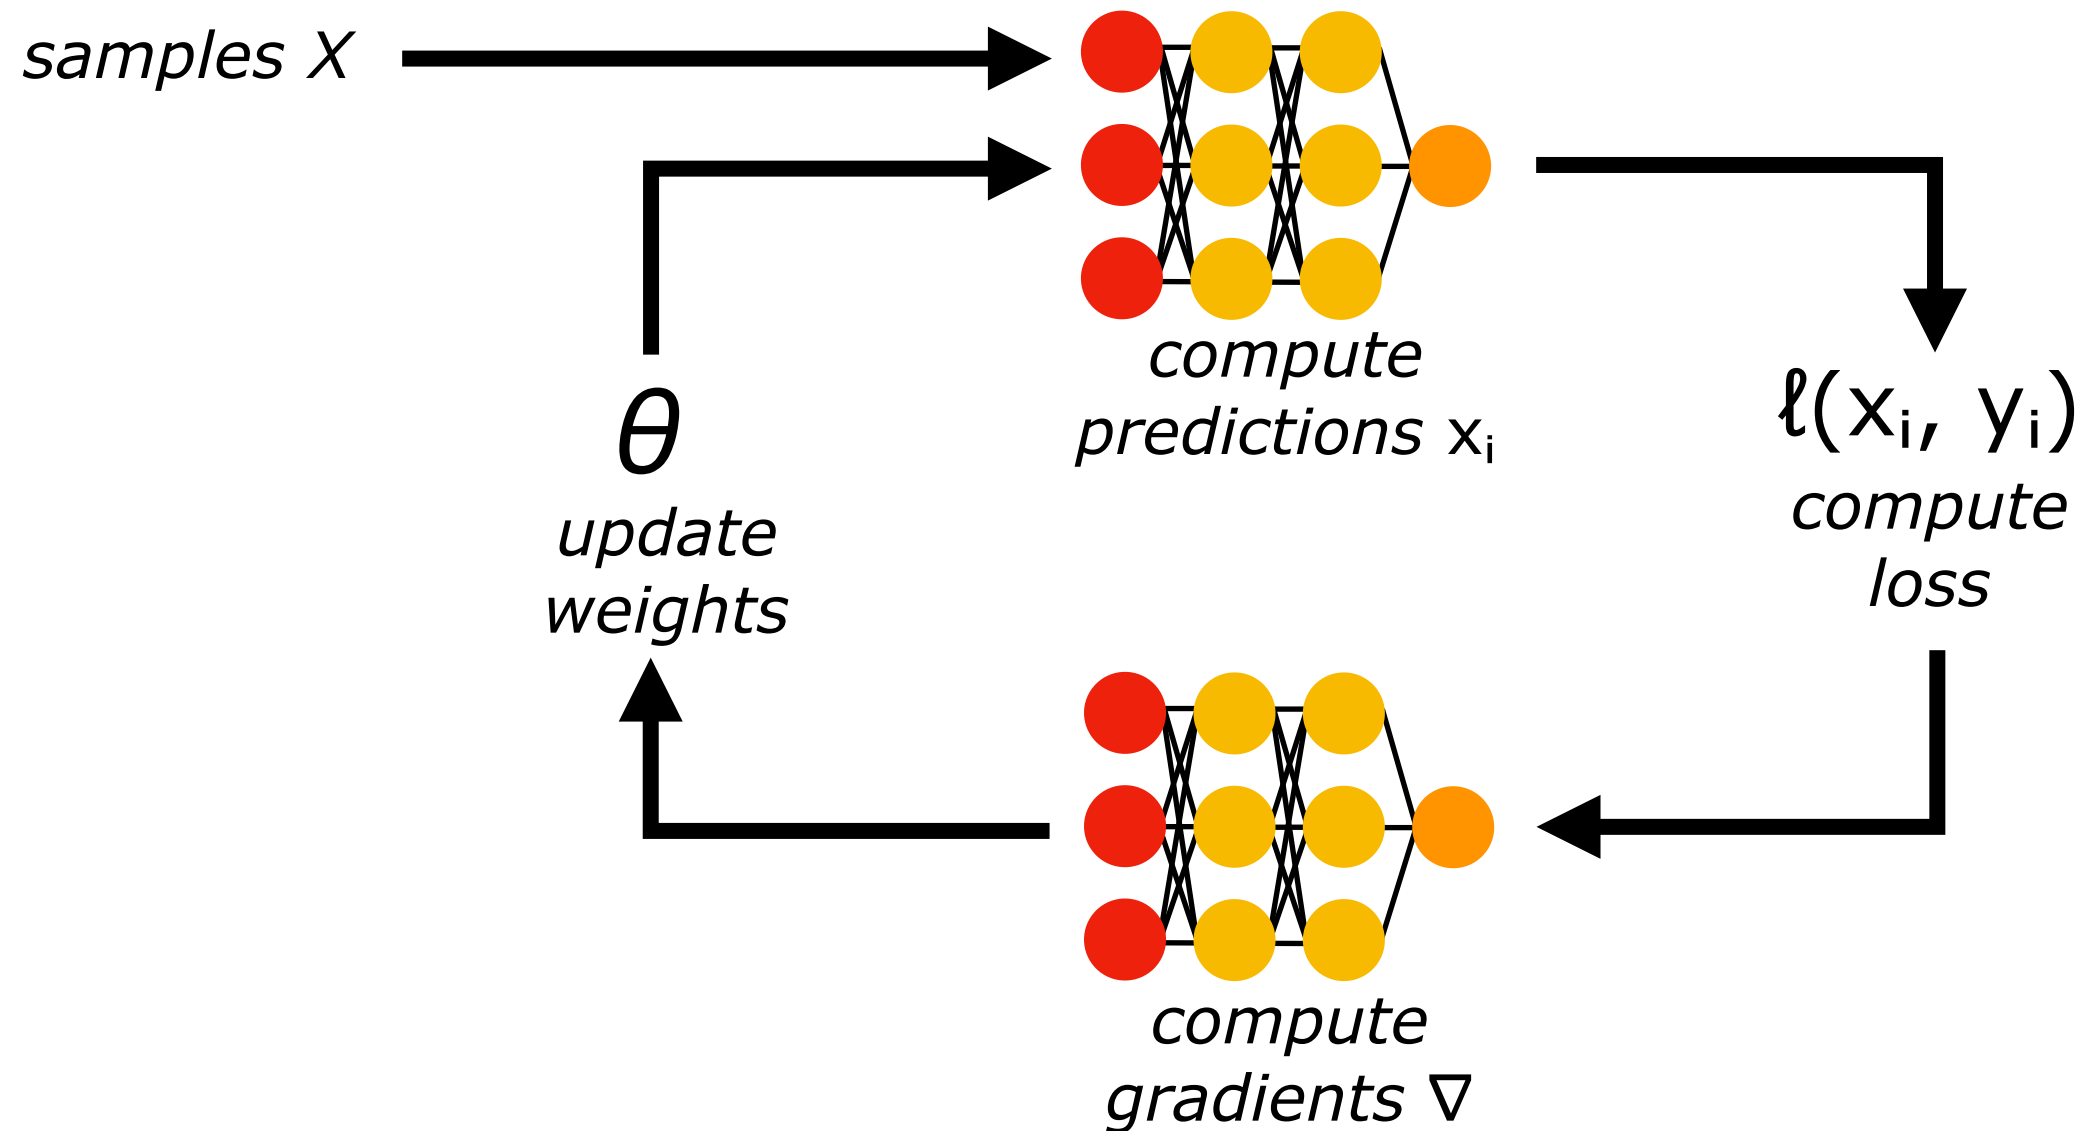 samples X
compute
predictions xᵢ
ℓ(xᵢ, yᵢ)
compute
loss
θ
update
weights
compute
gradients ∇